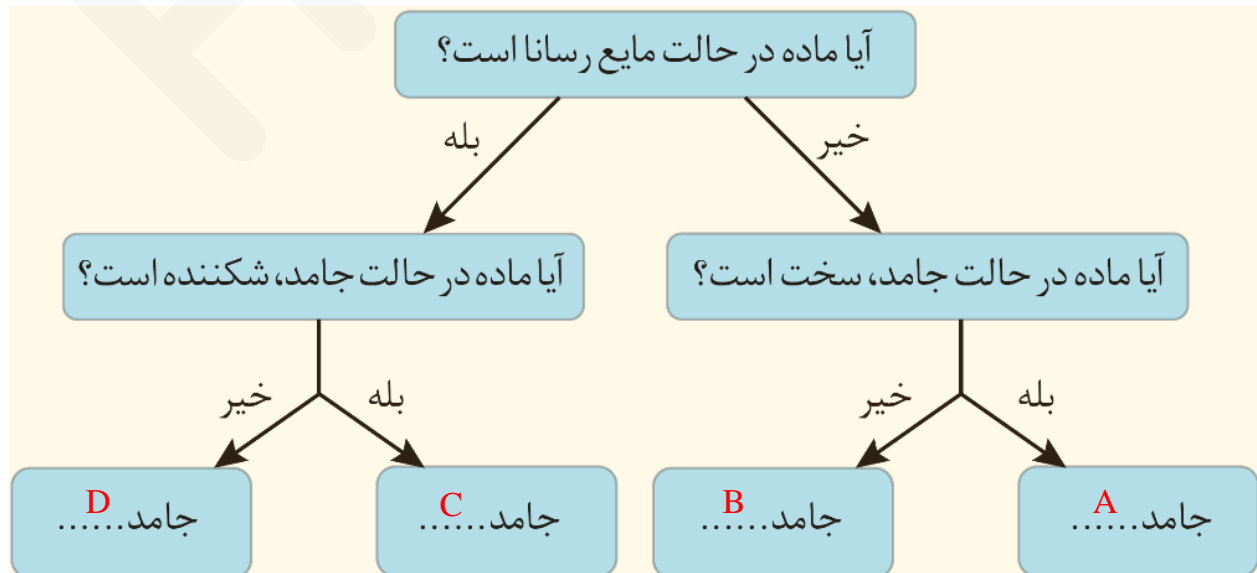 آیا ماده در حالت مایع رسانا است؟
خیر
بله
آیا ماده در حالت جامد، سخت است؟
آیا ماده در حالت جامد، شکننده است؟
بله
خیر
بله
خیر
جامد...... A
جامد...... B
جامد...... C
جامد...... D